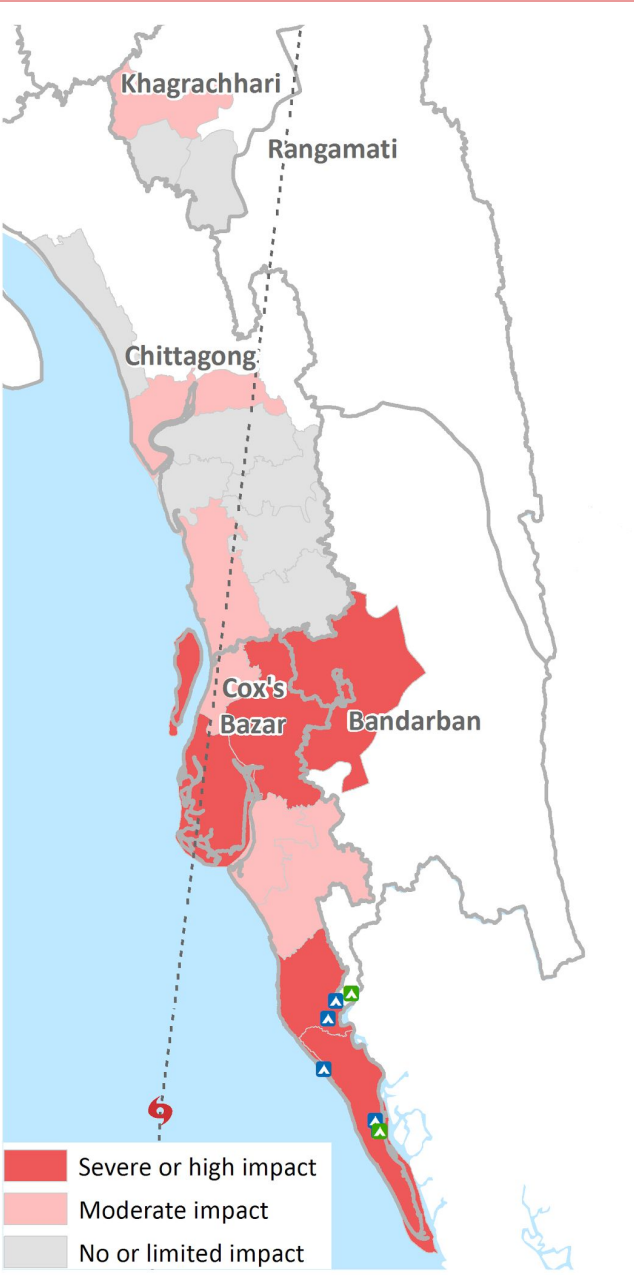 Khagrachhari
Rangamati
Chittagong
Cox's
Bazar
Bandarban
Severe or high impact
Moderate impact
No or limited impact